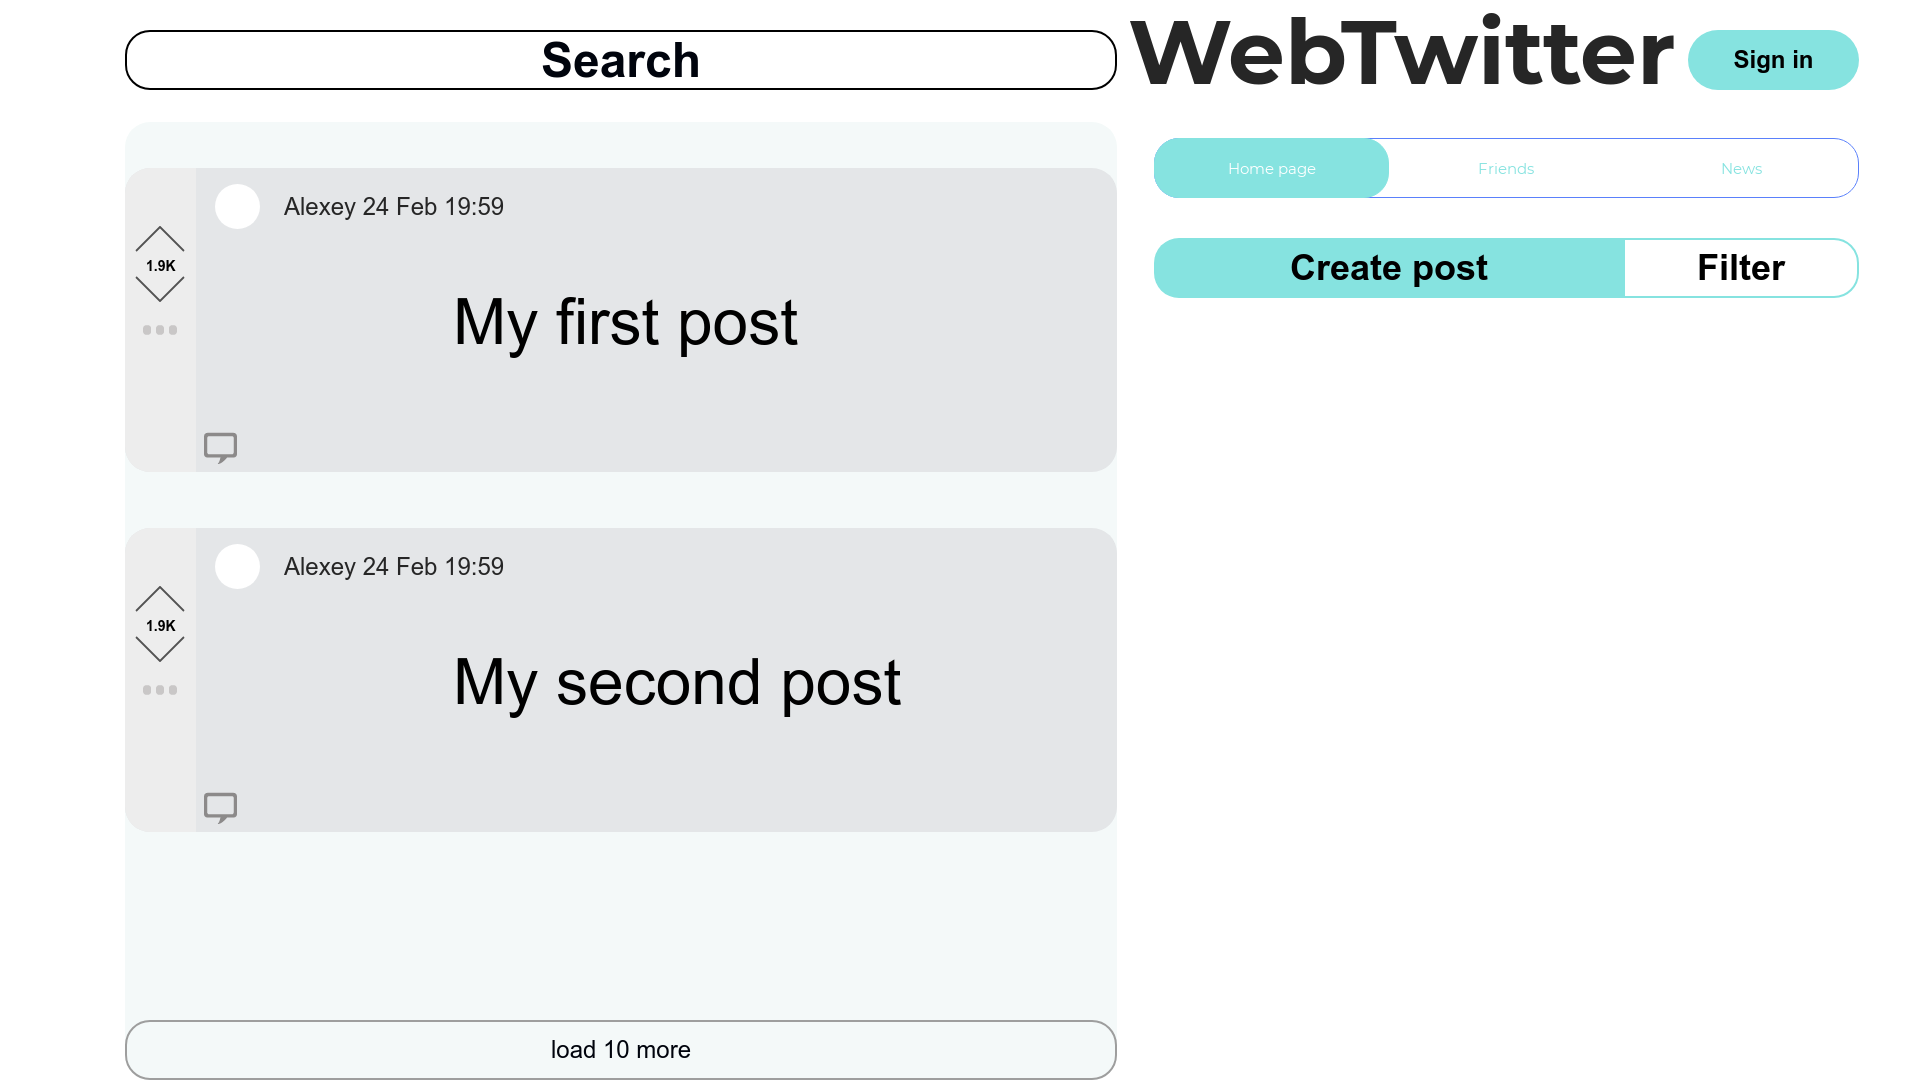 Search
WebTwitter
Sign in
Home page
Friends
News
Create post
Filter
Alexey 24 Feb 19:59
1.9K
My first post
Alexey 24 Feb 19:59
1.9K
My second post
load 10 more